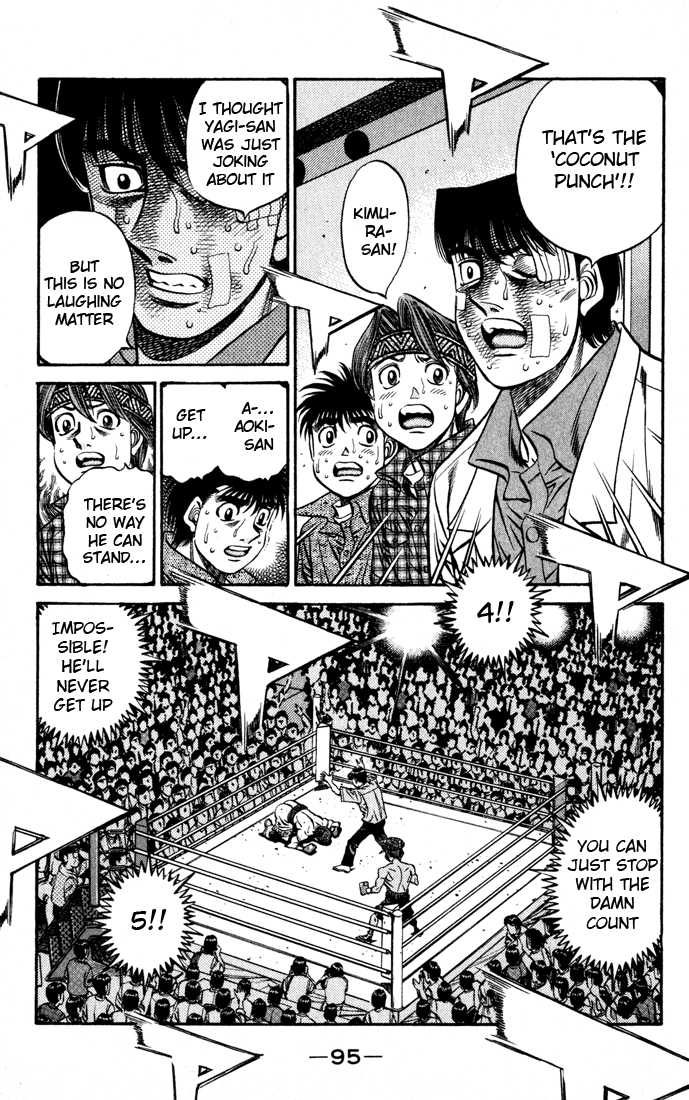 THAT'S THE
'COCONUT
PUNCH'!!
KIMU-
RA-
SAN!
I THOUGHT
YAGI-SAN
WAS JUST
JOKING
ABOUT IT
BUT
THIS IS NO
LAUGHING
MATTER
A-...
AOKI-
SAN
GET
UP...
THERE'S
NO WAY
HE CAN
STAND...
4!!
IMPOS-
SIBLE!
HE'LL
NEVER
GET UP
YOU CAN
JUST STOP
WITH THE
DAMN
COUNT
5!!
—95—